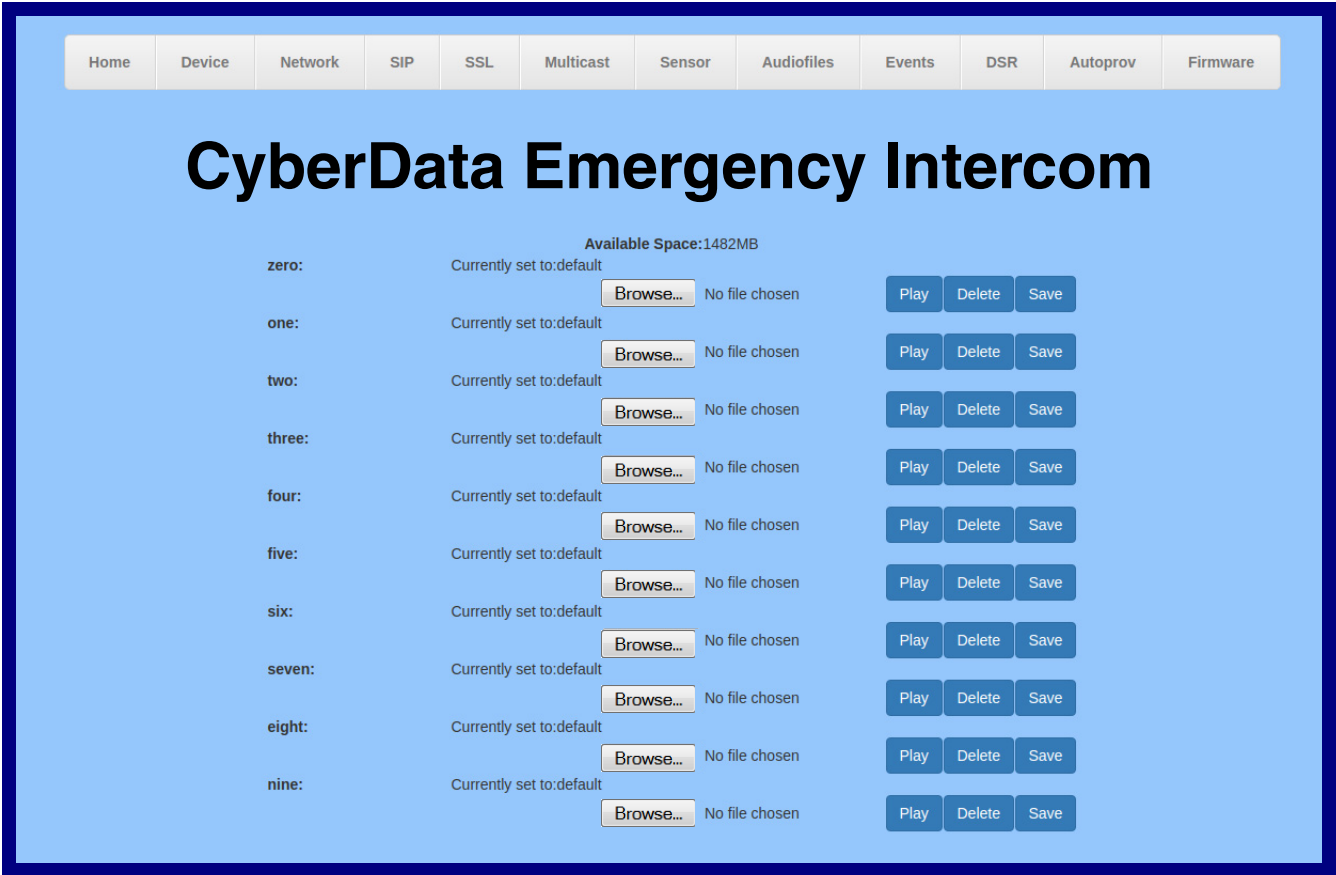 Home Device Network SIP SSL Multicast Sensor Audiofiles Events DSR Autoprov Firmware
CyberData Emergency Intercom
Available Space:1482MB
zero: Currently set to:default
Browse... No file chosen Play Delete Save
one: Currently set to:default
Browse... No file chosen Play Delete Save
two: Currently set to:default
Browse... No file chosen Play Delete Save
three: Currently set to:default
Browse... No file chosen Play Delete Save
four: Currently set to:default
Browse... No file chosen Play Delete Save
five: Currently set to:default
Browse... No file chosen Play Delete Save
six: Currently set to:default
Browse... No file chosen Play Delete Save
seven: Currently set to:default
Browse... No file chosen Play Delete Save
eight: Currently set to:default
Browse... No file chosen Play Delete Save
nine: Currently set to:default
Browse... No file chosen Play Delete Save